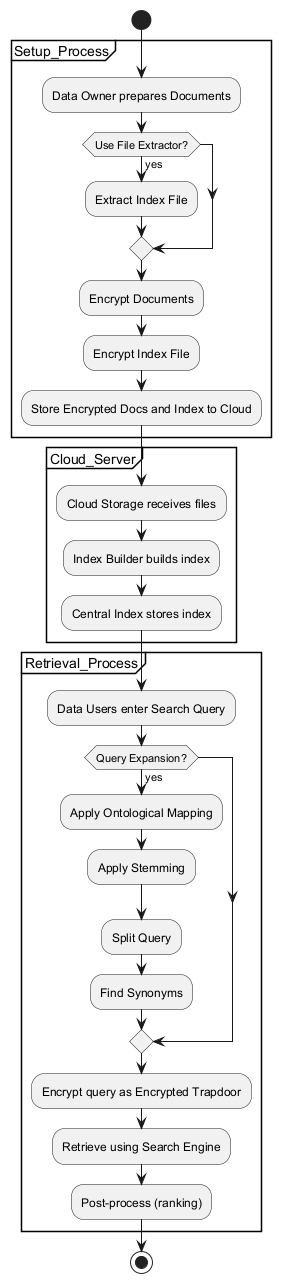 Setup_Process
Data Owner prepares Documents
Use File Extractor?
yes
Extract Index File
Encrypt Documents
Encrypt Index File
Store Encrypted Docs and Index to Cloud
Cloud_Server
Cloud Storage receives files
Index Builder builds index
Central Index stores index
Retrieval_Process
Data Users enter Search Query
Query Expansion?
yes
Apply Ontological Mapping
Apply Stemming
Split Query
Find Synonyms
Encrypt query as Encrypted Trapdoor
Retrieve using Search Engine
Post-process (ranking)